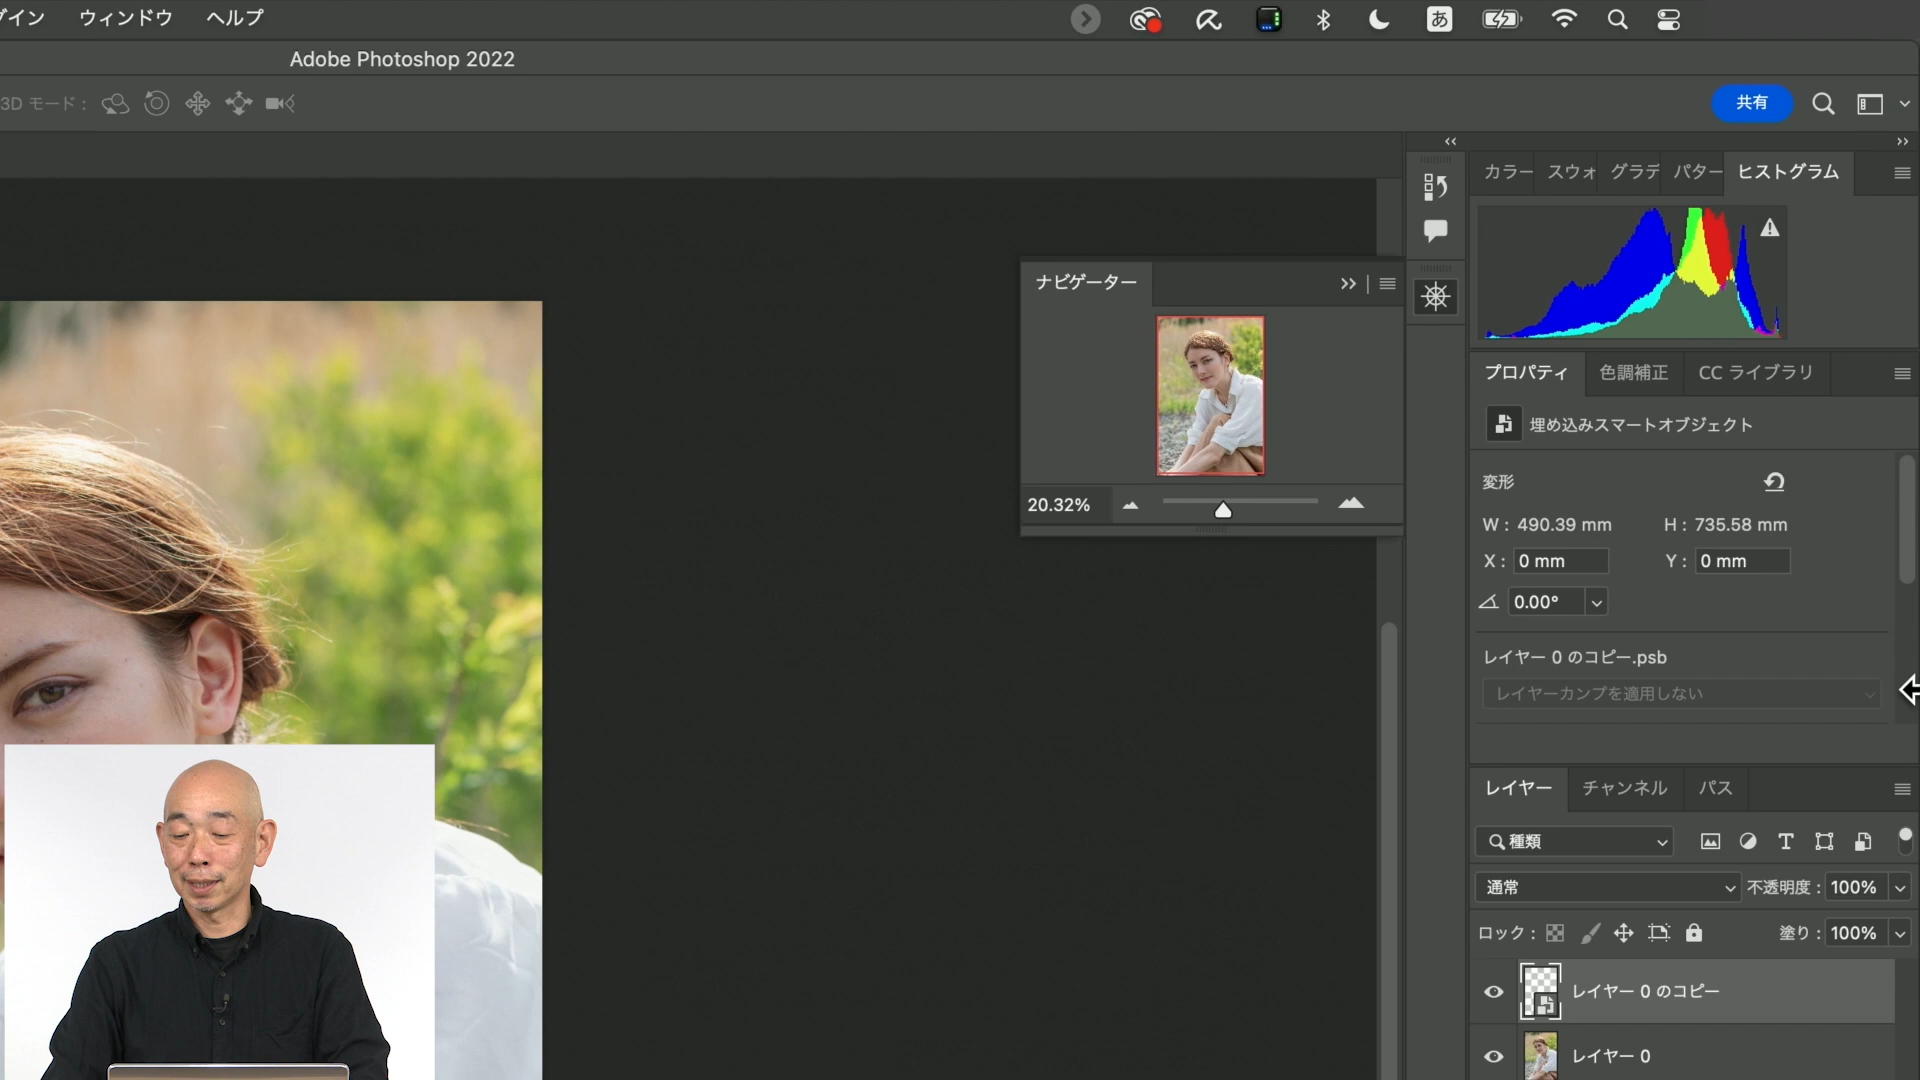 グイン ウィンドウ ヘルプ
あ
Adobe Photoshop 2022
3D モード :
共有
カラー スウォ グラデ パター ヒストグラム
ナビゲーター
20.32%
プロパティ 色調補正 CC ライブラリ
埋め込みスマートオブジェクト
変形
W : 490.39 mm H : 735.58 mm
X : 0 mm Y : 0 mm
0.00°
レイヤー 0 のコピー.psb
レイヤーカンプを適用しない
レイヤー チャンネル パス
種類
通常 不透明度 : 100%
ロック : 塗り : 100%
レイヤー 0 のコピー
レイヤー 0